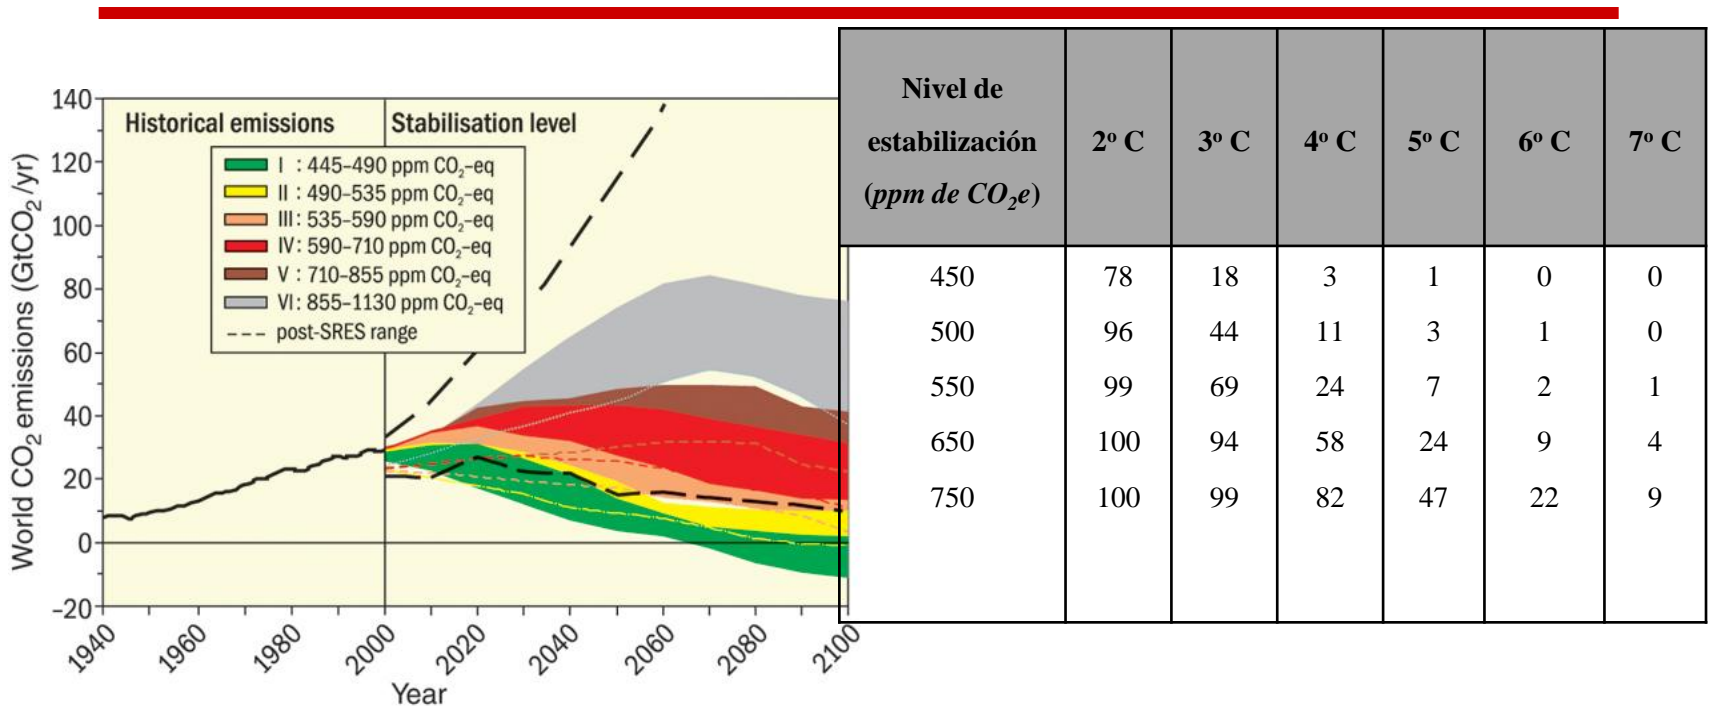 140
120
100
80
60
40
20
0
–20
World CO₂ emissions (GtCO₂/yr)
Historical emissions
Stabilisation level
I : 445–490 ppm CO₂–eq
II : 490–535 ppm CO₂–eq
III : 535–590 ppm CO₂–eq
IV : 590–710 ppm CO₂–eq
V : 710–855 ppm CO₂–eq
VI : 855–1130 ppm CO₂–eq
post-SRES range
1940 1960 1980 2000 2020 2040 2060 2080 2100
Year
Nivel de
estabilización
(ppm de CO₂e)
2º C 3º C 4º C 5º C 6º C 7º C
450 78 18 3 1 0 0
500 96 44 11 3 1 0
550 99 69 24 7 2 1
650 100 94 58 24 9 4
750 100 99 82 47 22 9